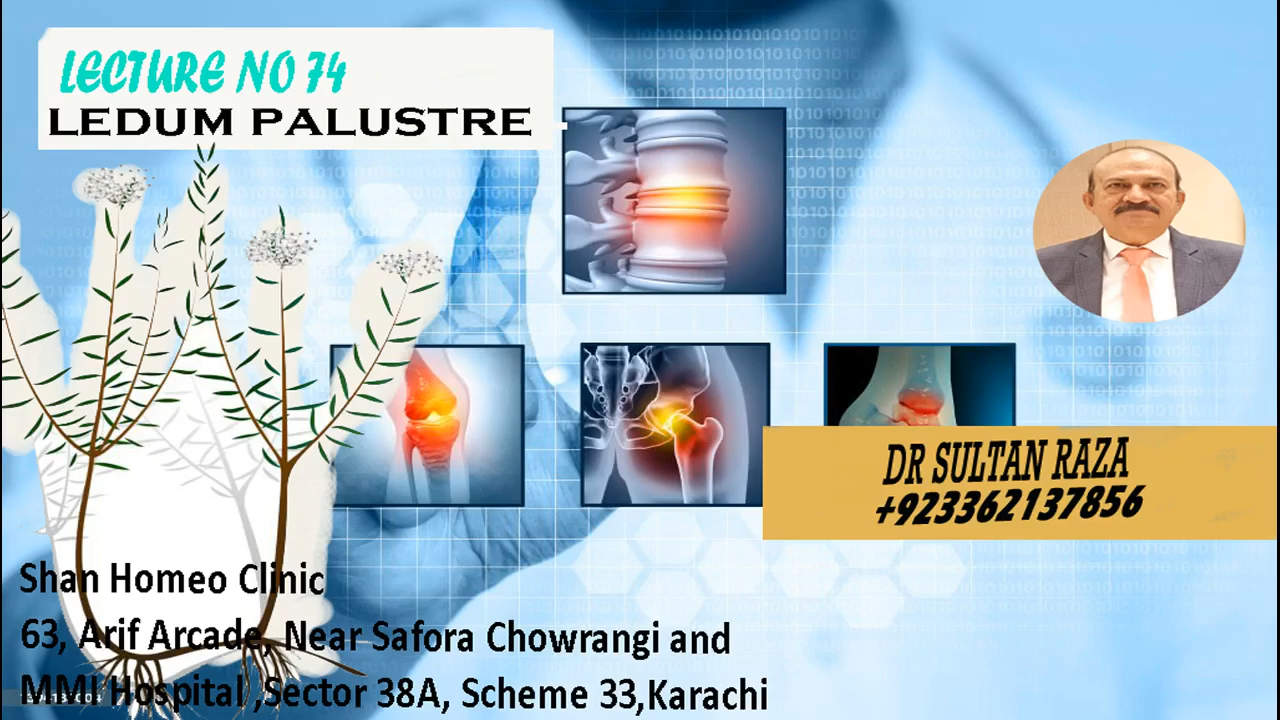 LECTURE NO 74
LEDUM PALUSTRE
DR SULTAN RAZA
+923362137856
Shan Homeo Clinic
63, Arif Arcade, Near Safora Chowrangi and
MMI Hospital ,Sector 38A, Scheme 33,Karachi